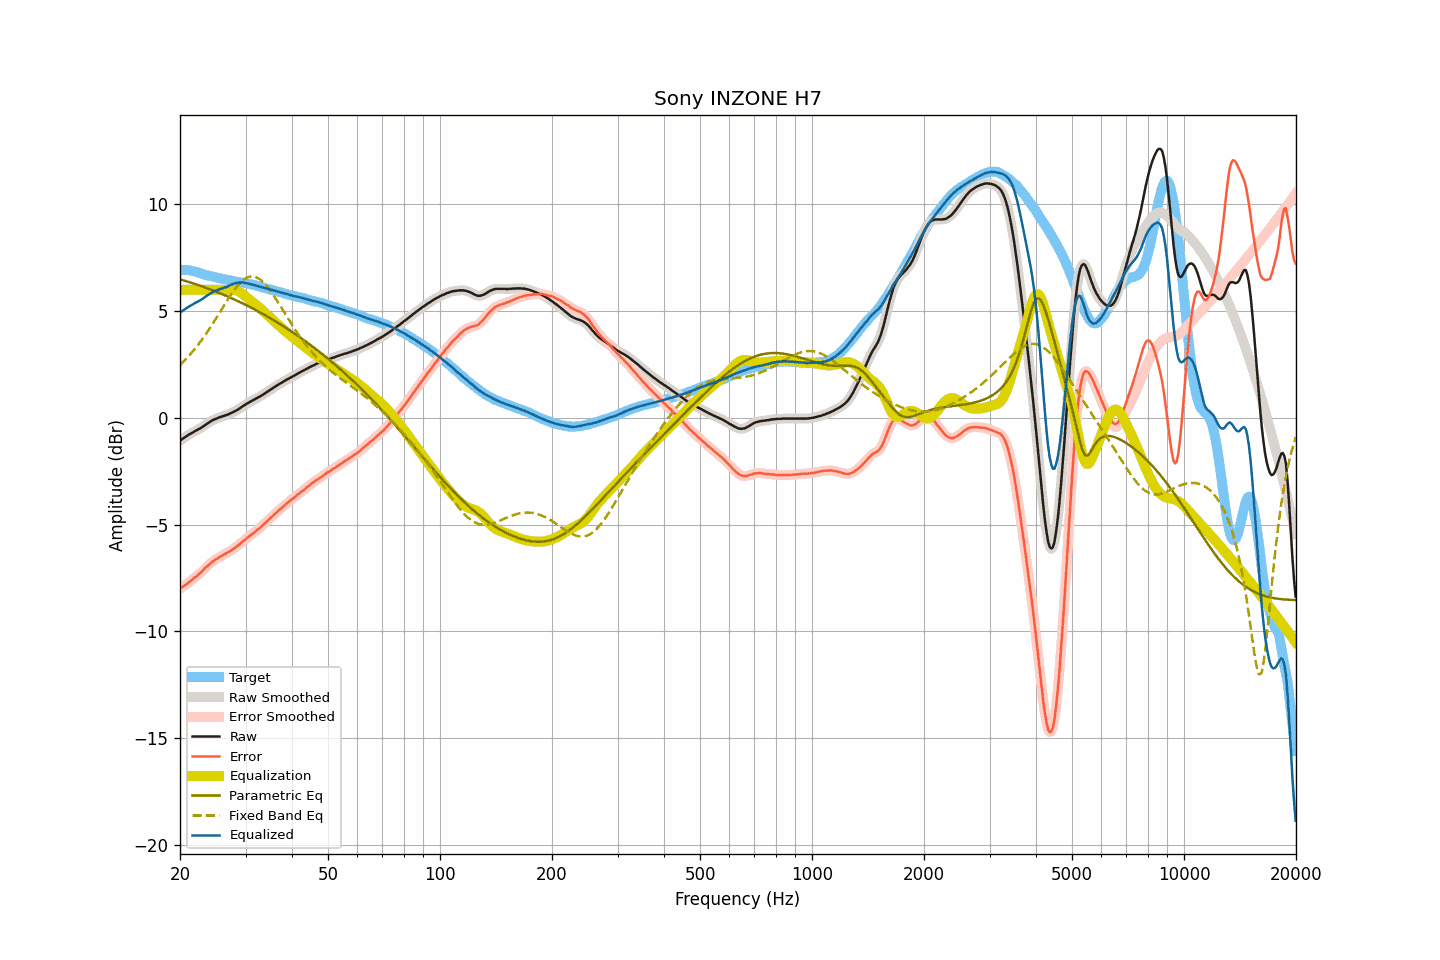 Sony INZONE H7
Amplitude (dBr)
10
5
0
−5
−10
−15
−20
Target
Raw Smoothed
Error Smoothed
Raw
Error
Equalization
Parametric Eq
Fixed Band Eq
Equalized
20 50 100 200 500 1000 2000 5000 10000 20000
Frequency (Hz)